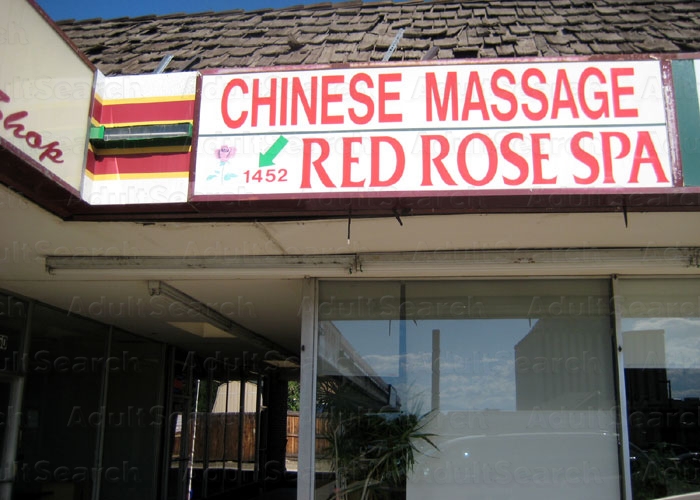 CHINESE MASSAGE
1452 RED ROSE SPA
Shop
AdultSearch